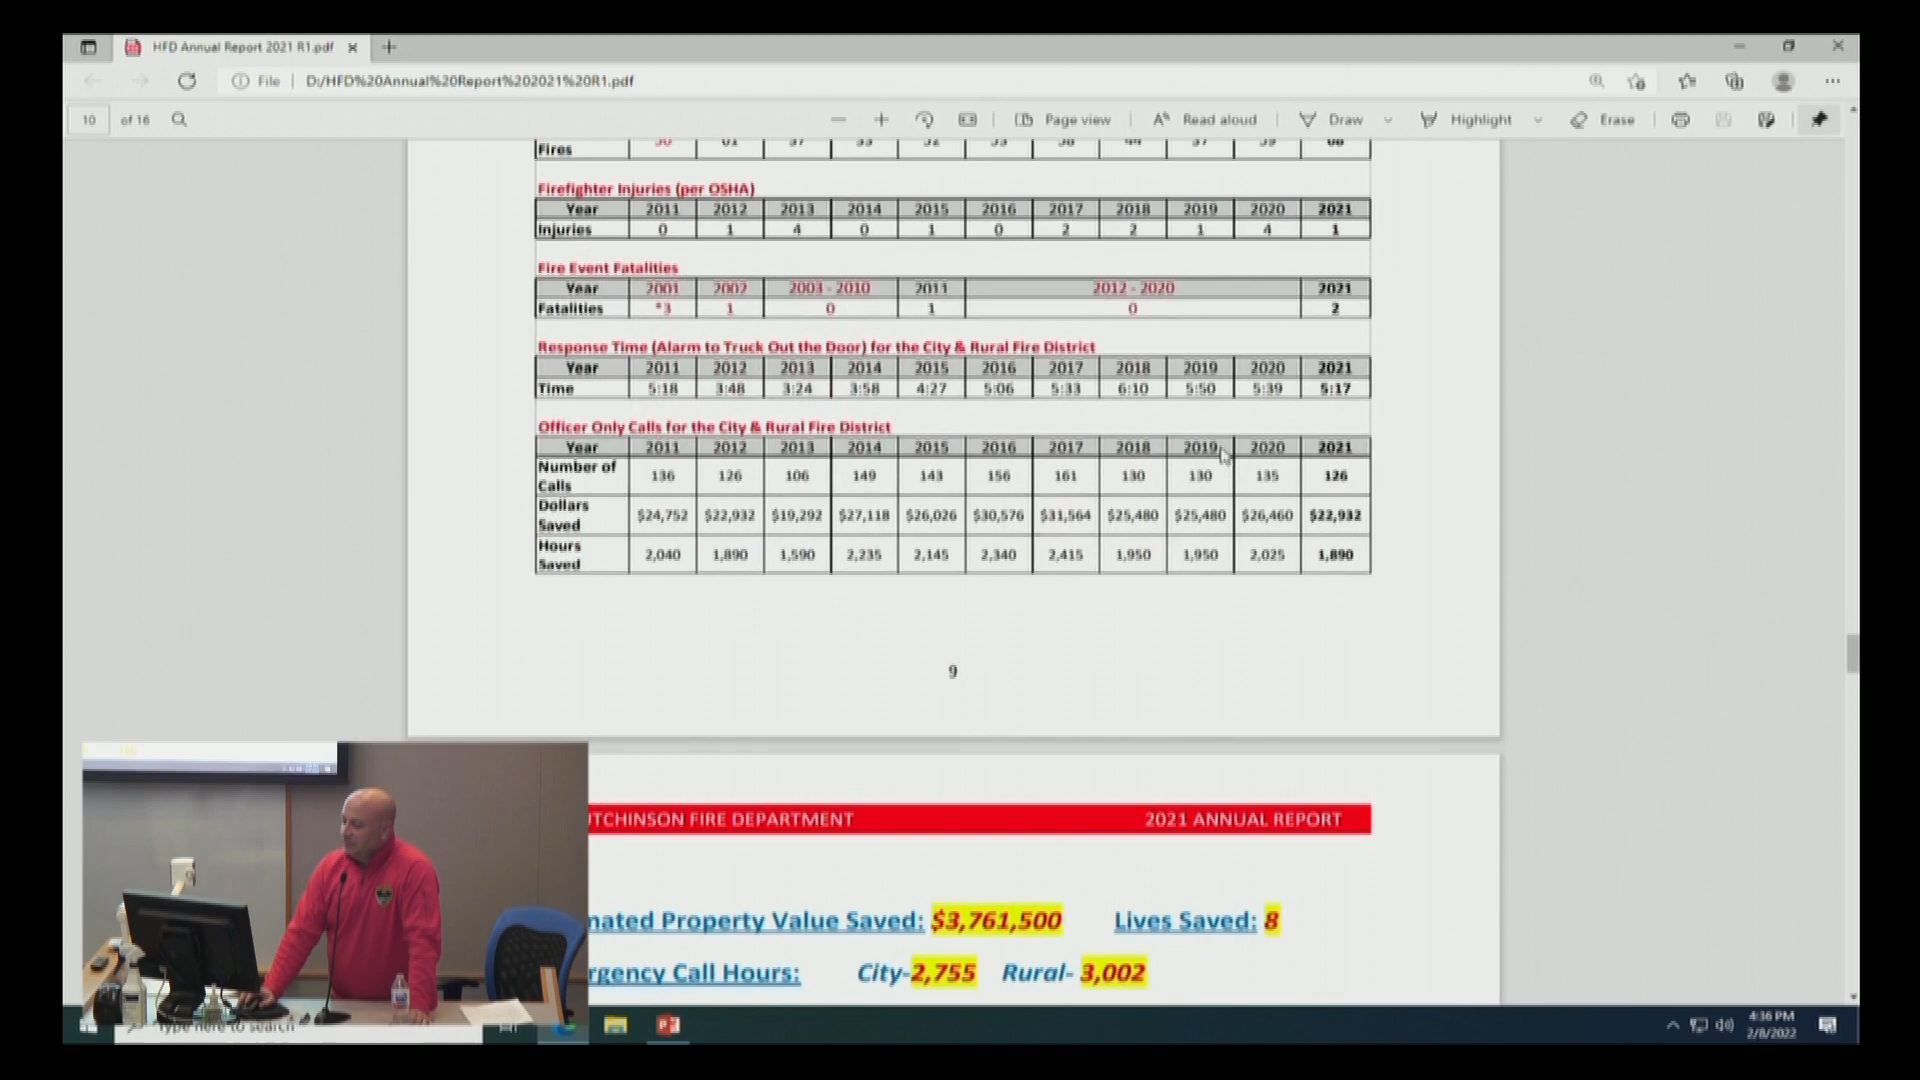 HFD Annual Report 2021 R1.pdf
File | D:/HFD%20Annual%20Report%202021%20R1.pdf
10 of 16 Page view Read aloud Draw Highlight Erase
Fires
Firefighter Injuries (per OSHA)
Year 2011 2012 2013 2014 2015 2016 2017 2018 2019 2020 2021
Injuries 0 1 4 0 1 0 2 2 1 4 1
Fire Event Fatalities
Year 2001 2002 2003 - 2010 2011 2012 - 2020 2021
Fatalities *3 1 0 1 0 2
Response Time (Alarm to Truck Out the Door) for the City & Rural Fire District
Year 2011 2012 2013 2014 2015 2016 2017 2018 2019 2020 2021
Time 5:18 3:48 3:24 3:58 4:27 5:06 5:33 6:10 5:50 5:39 5:17
Officer Only Calls for the City & Rural Fire District
Year 2011 2012 2013 2014 2015 2016 2017 2018 2019 2020 2021
Number of
Calls 136 126 106 149 143 156 161 130 130 135 126
Dollars
Saved $24,752 $22,932 $19,292 $27,118 $26,026 $30,576 $31,564 $25,480 $25,480 $26,460 $22,932
Hours
Saved 2,040 1,890 1,590 2,235 2,145 2,340 2,415 1,950 1,950 2,025 1,890
9
TCHINSON FIRE DEPARTMENT 2021 ANNUAL REPORT
nated Property Value Saved: $3,761,500 Lives Saved: 8
rgency Call Hours: City-2,755 Rural- 3,002
Type here to search
4:36 PM
2/8/2022